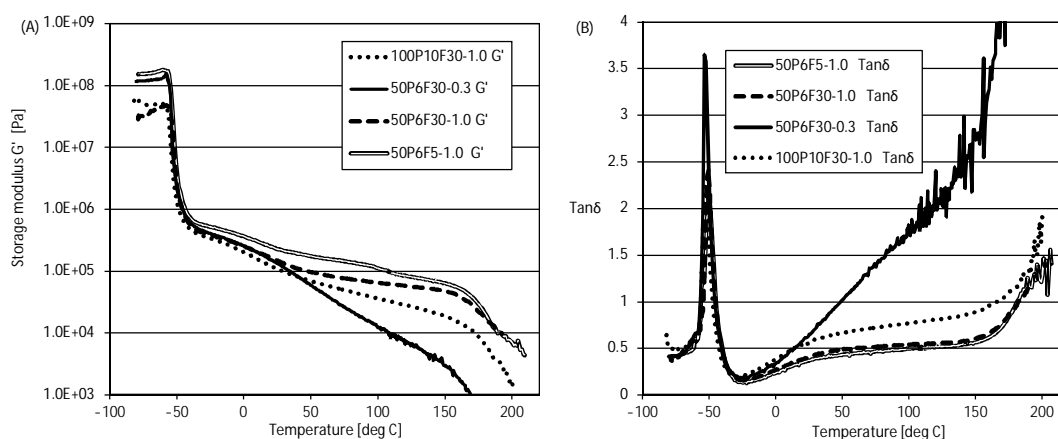 (A)
1.0E+09
1.0E+08
1.0E+07
1.0E+06
1.0E+05
1.0E+04
1.0E+03
Storage modulus G' [Pa]
100P10F30-1.0 G'
50P6F30-0.3 G'
50P6F30-1.0 G'
50P6F5-1.0 G'
-100 -50 0 50 100 150 200
Temperature [deg C]
(B)
4
3.5
3
2.5
2
1.5
1
0.5
0
Tanδ
50P6F5-1.0 Tanδ
50P6F30-1.0 Tanδ
50P6F30-0.3 Tanδ
100P10F30-1.0 Tanδ
-100 -50 0 50 100 150 200
Temperature [deg C]